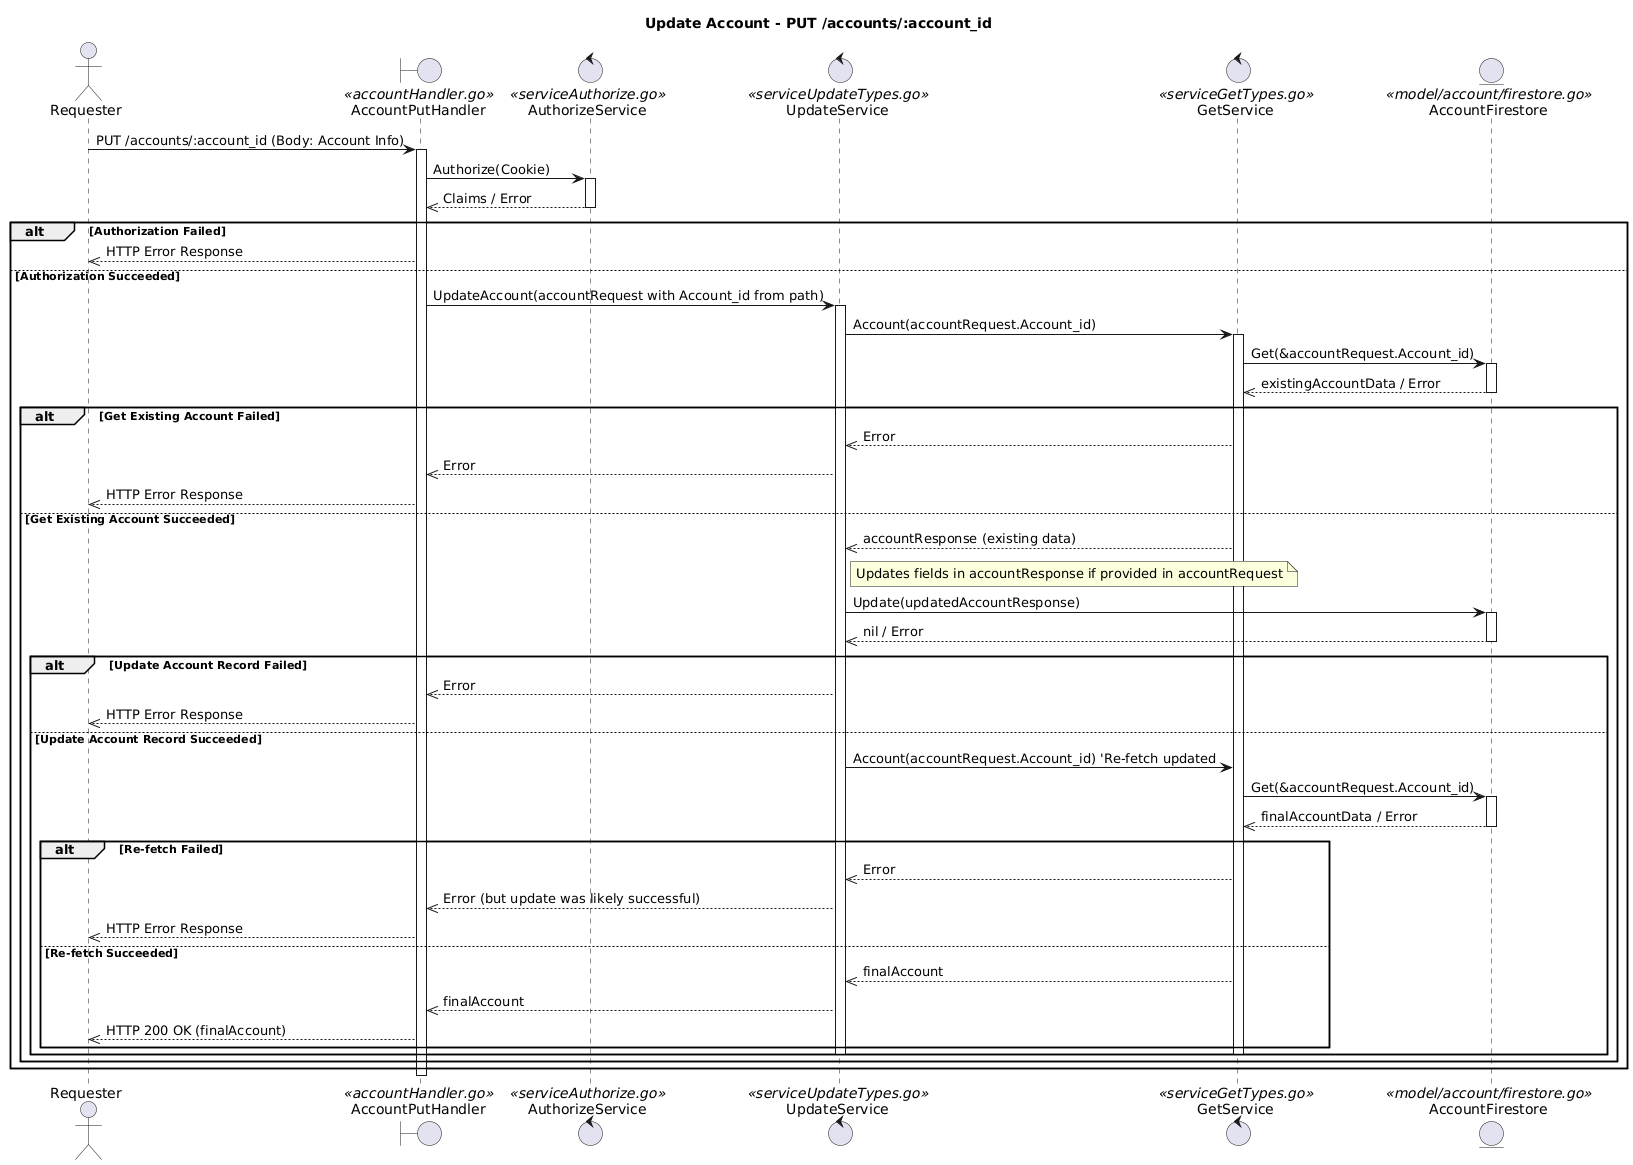 Update Account - PUT /accounts/:account_id
Requester
«accountHandler.go»
AccountPutHandler
«serviceAuthorize.go»
AuthorizeService
«serviceUpdateTypes.go»
UpdateService
«serviceGetTypes.go»
GetService
«model/account/firestore.go»
AccountFirestore
PUT /accounts/:account_id (Body: Account Info)
Authorize(Cookie)
Claims / Error
alt [Authorization Failed]
HTTP Error Response
[Authorization Succeeded]
UpdateAccount(accountRequest with Account_id from path)
Account(accountRequest.Account_id)
Get(&accountRequest.Account_id)
existingAccountData / Error
alt [Get Existing Account Failed]
Error
Error
HTTP Error Response
[Get Existing Account Succeeded]
accountResponse (existing data)
Updates fields in accountResponse if provided in accountRequest
Update(updatedAccountResponse)
nil / Error
alt [Update Account Record Failed]
Error
HTTP Error Response
[Update Account Record Succeeded]
Account(accountRequest.Account_id) 'Re-fetch updated
Get(&accountRequest.Account_id)
finalAccountData / Error
alt [Re-fetch Failed]
Error
Error (but update was likely successful)
HTTP Error Response
[Re-fetch Succeeded]
finalAccount
finalAccount
HTTP 200 OK (finalAccount)
Requester
«accountHandler.go»
AccountPutHandler
«serviceAuthorize.go»
AuthorizeService
«serviceUpdateTypes.go»
UpdateService
«serviceGetTypes.go»
GetService
«model/account/firestore.go»
AccountFirestore